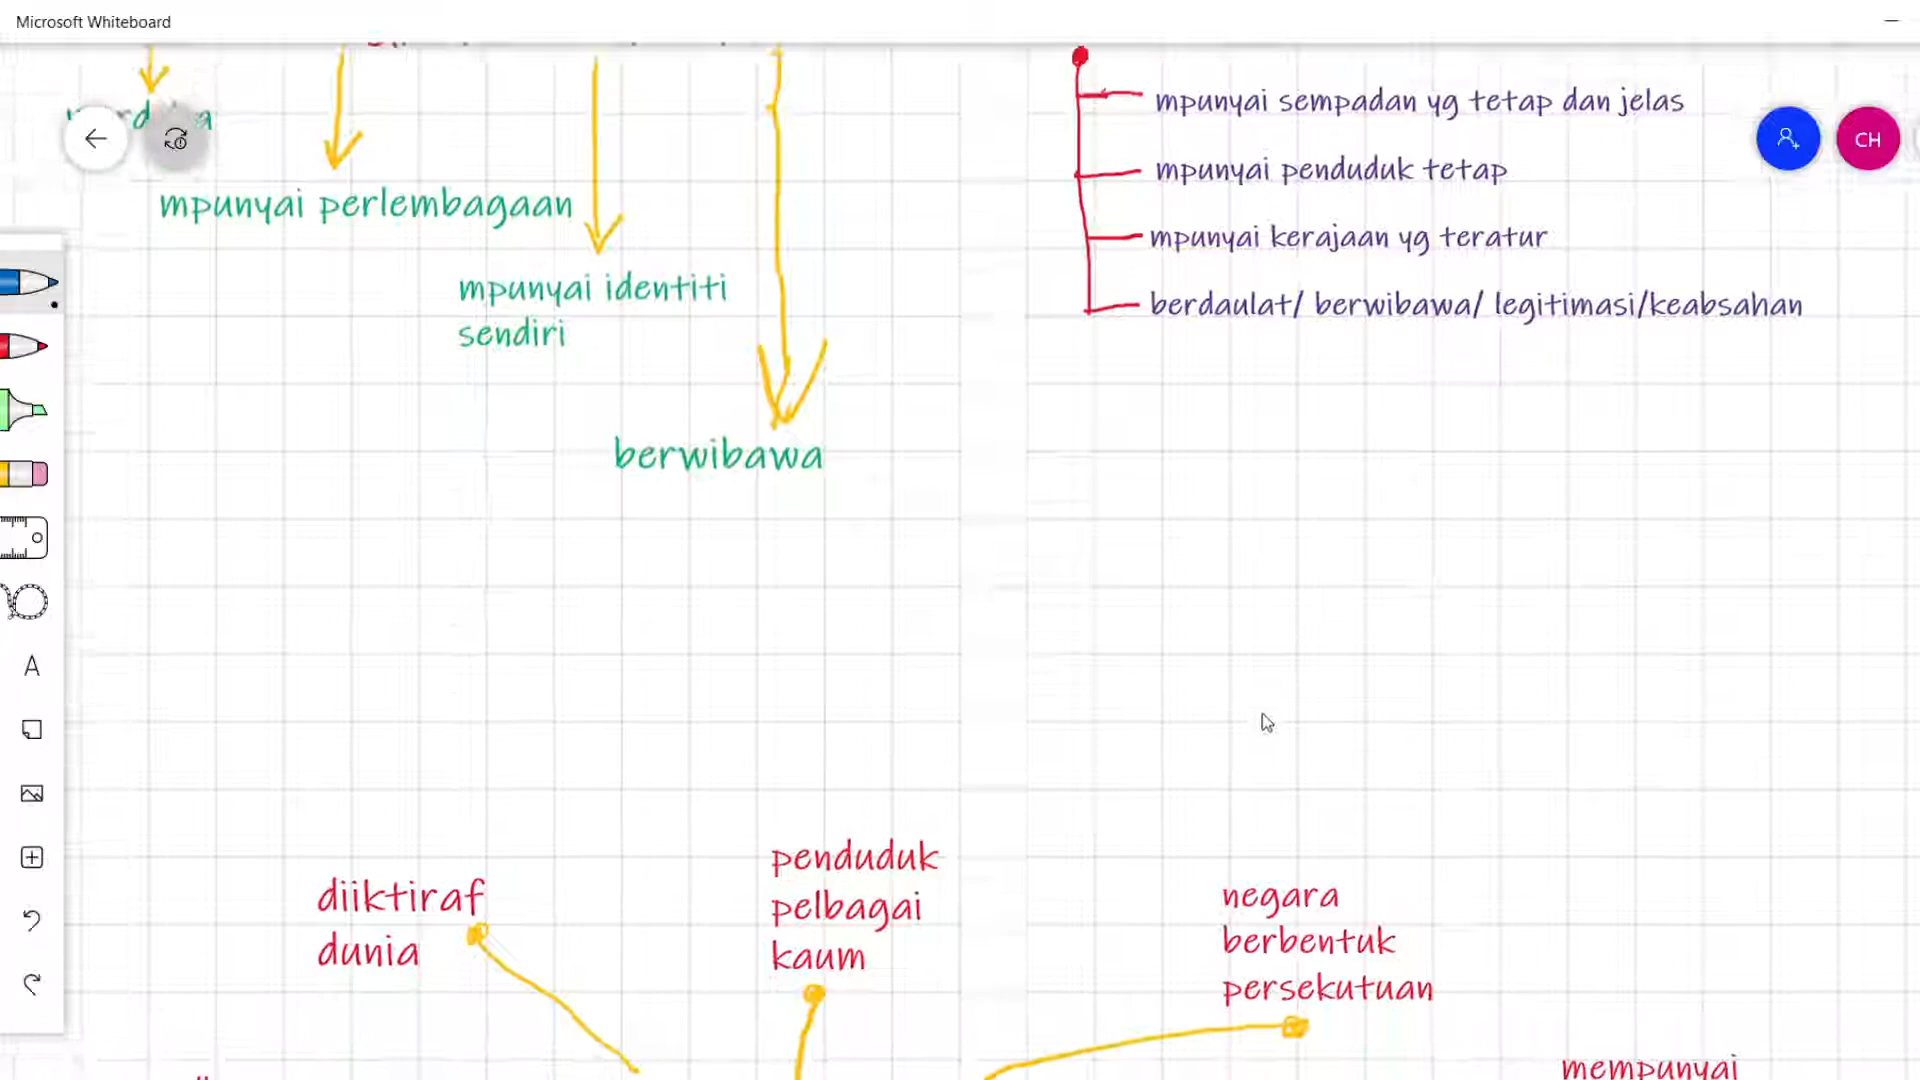 Microsoft Whiteboard
mpunyai perlembagaan
mpunyai identiti
sendiri
berwibawa
mpunyai sempadan yg tetap dan jelas
mpunyai penduduk tetap
mpunyai kerajaan yg teratur
berdaulat/ berwibawa/ legitimasi/keabsahan
CH
diiktiraf
dunia
penduduk
pelbagai
kaum
negara
berbentuk
persekutuan
mempunyai